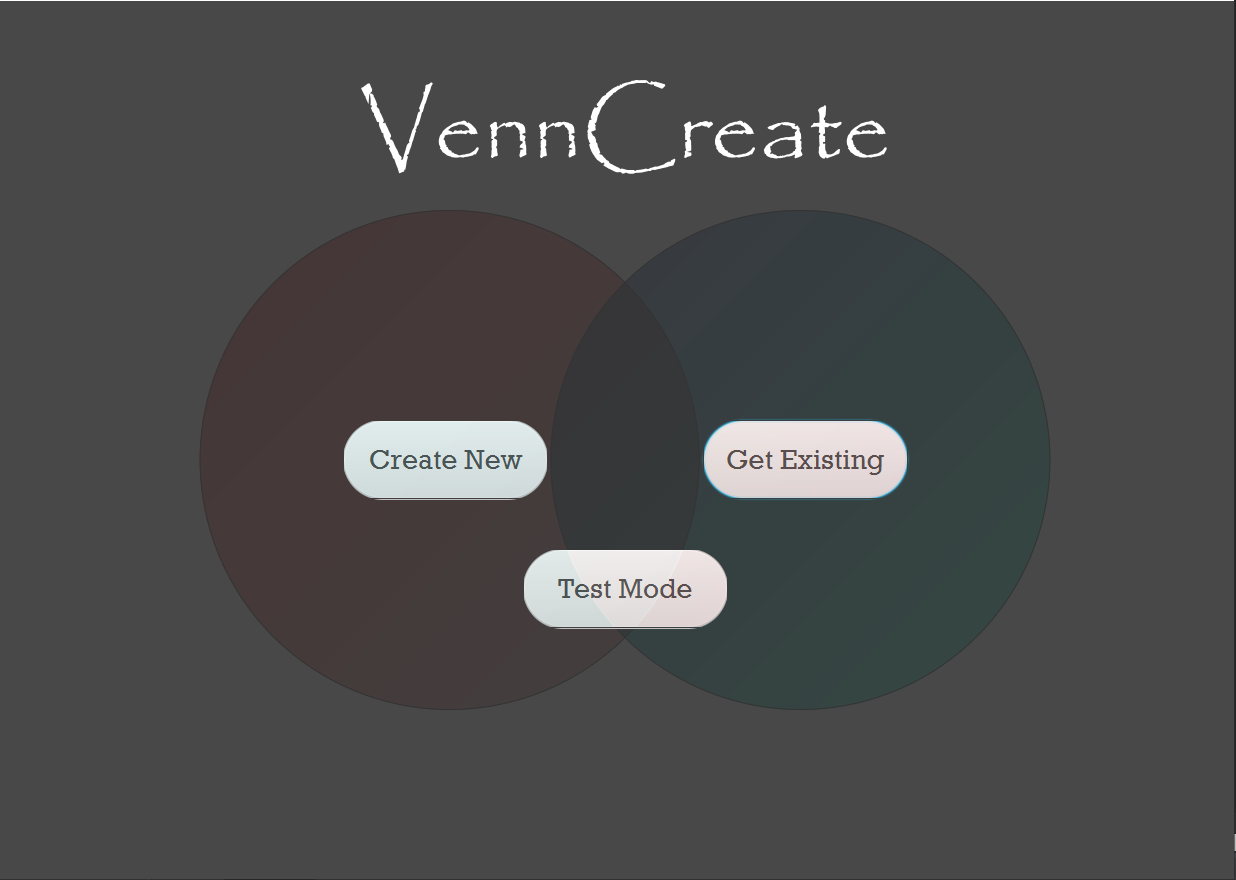 VennCreate
Create New
Get Existing
Test Mode